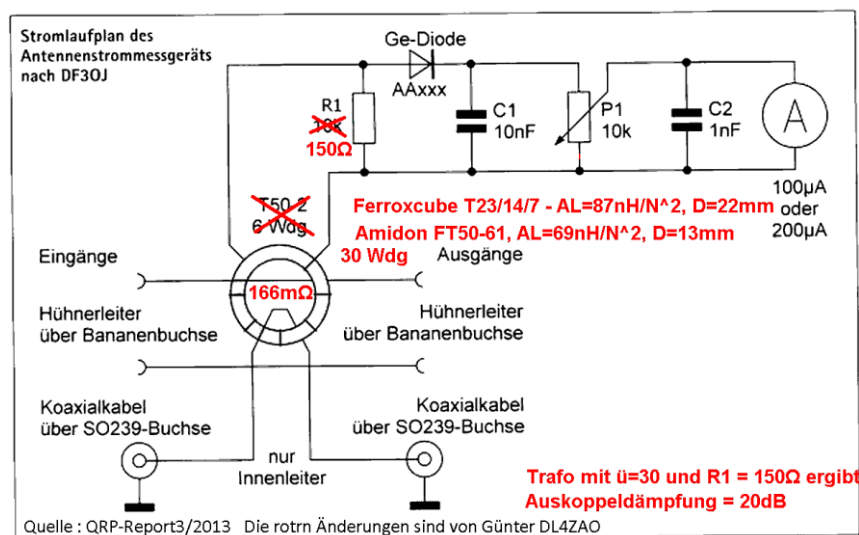 Stromlaufplan des
Antennenstrommessgeräts
nach DF3OJ
Ge-Diode
AAxxx
R1
10k
150Ω
C1
10nF
P1
10k
C2
1nF
A
100µA
oder
200µA
T50-2
6 Wdg
Ferroxcube T23/14/7 - AL=87nH/N^2, D=22mm
Amidon FT50-61, AL=69nH/N^2, D=13mm
30 Wdg
Eingänge
Ausgänge
166mΩ
Hühnerleiter
über Bananenbuchse
Hühnerleiter
über Bananenbuchse
Koaxialkabel
über SO239-Buchse
Koaxialkabel
über SO239-Buchse
nur
Innenleiter
Trafo mit ü=30 und R1 = 150Ω ergibt
Auskoppeldämpfung = 20dB
Quelle : QRP-Report3/2013 Die rotrn Änderungen sind von Günter DL4ZAO